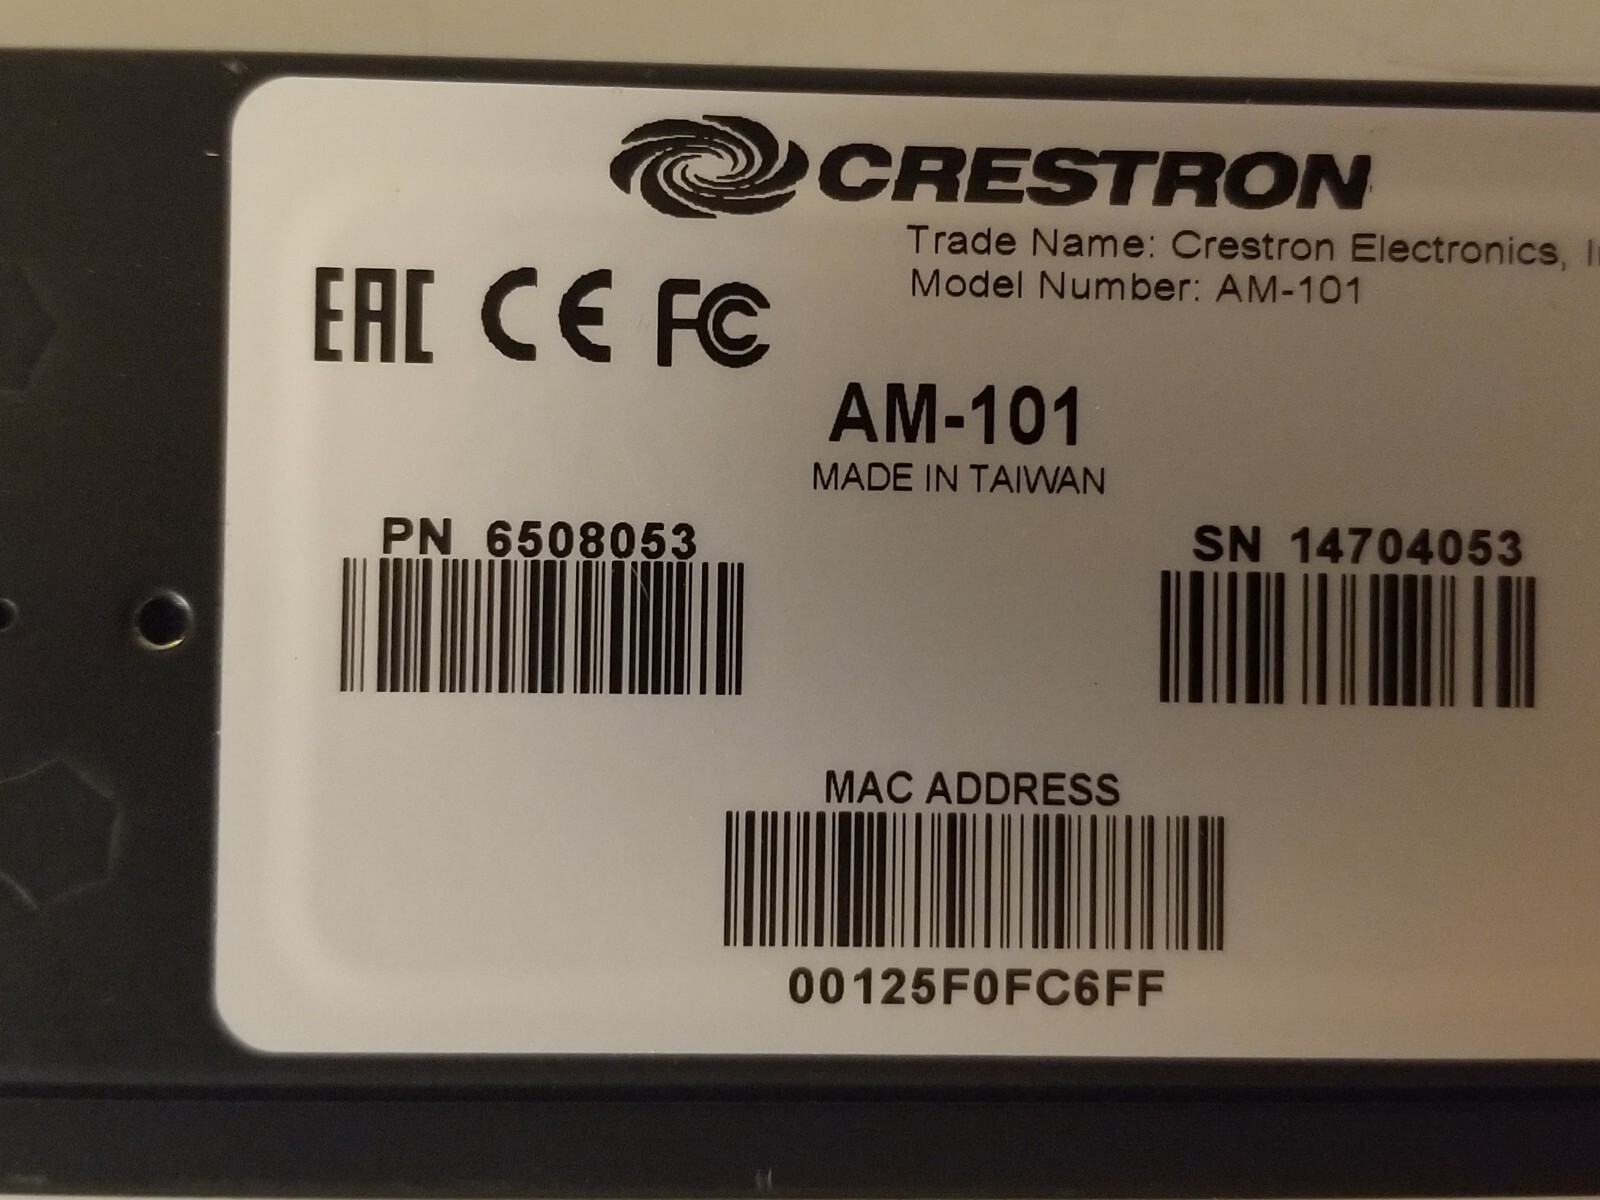 CRESTRON
Trade Name: Crestron Electronics,
Model Number: AM-101
EAC CE FC
AM-101
MADE IN TAIWAN
PN 6508053
SN 14704053
MAC ADDRESS
00125F0FC6FF